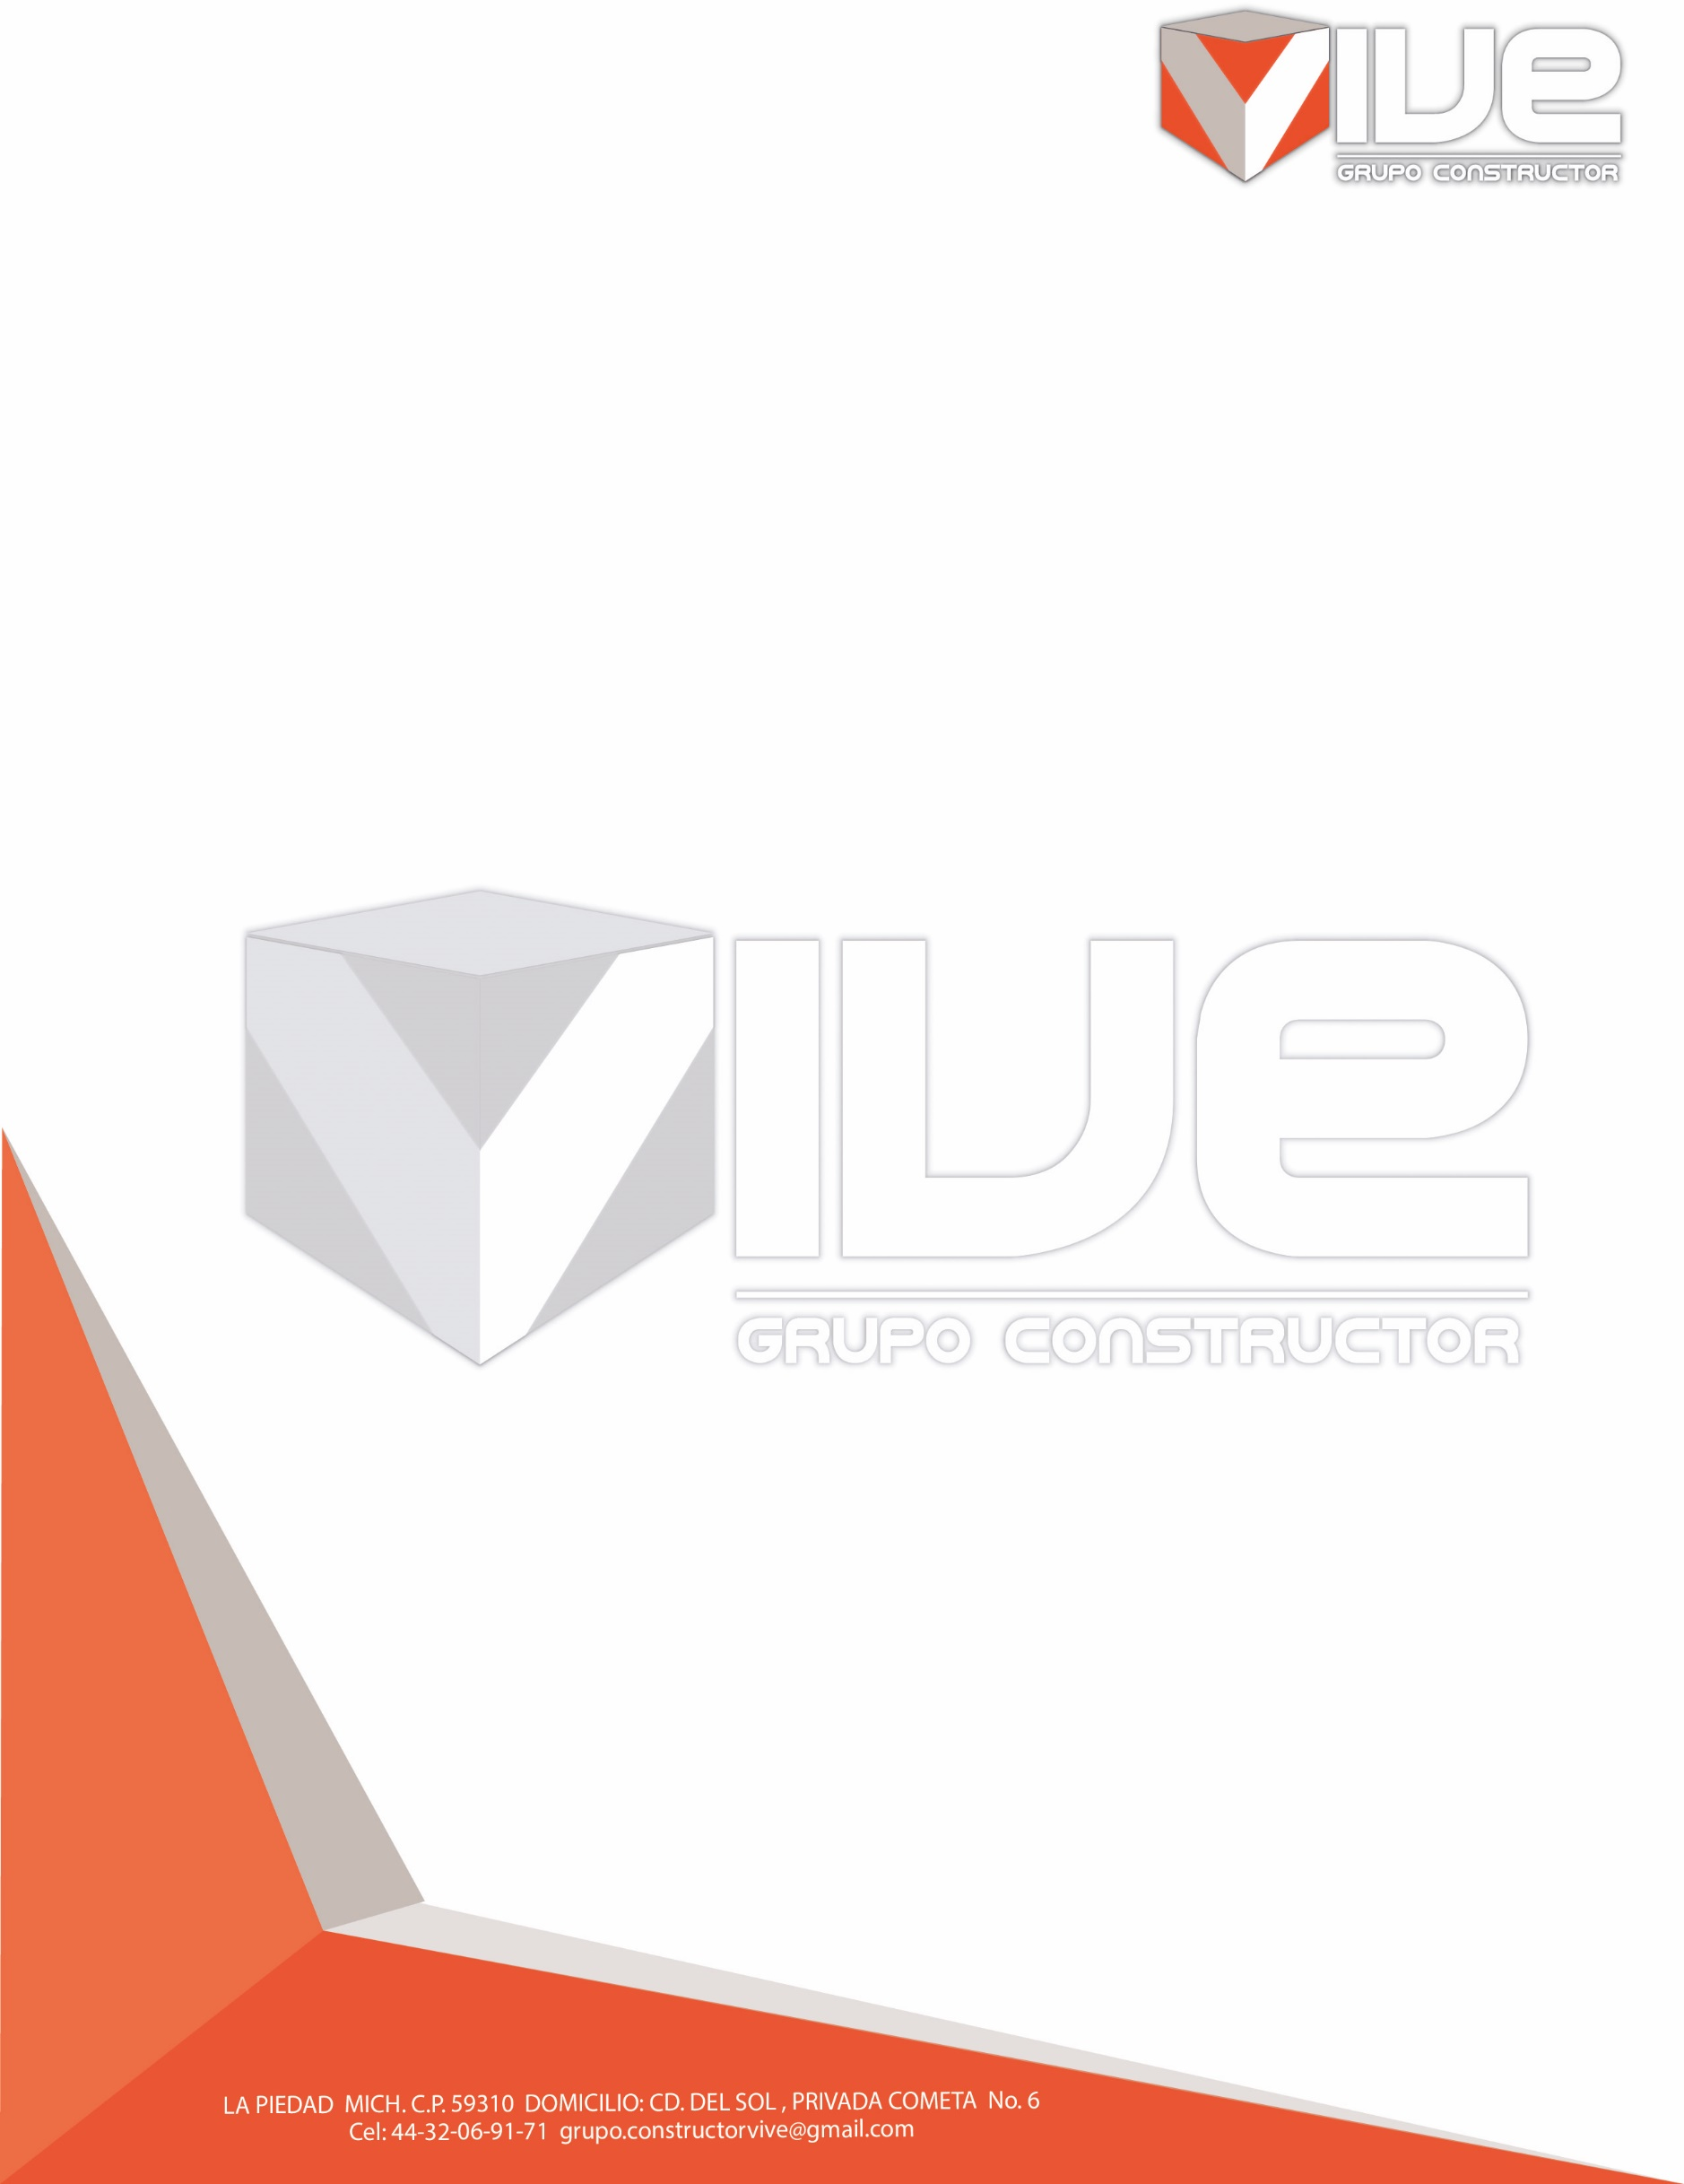 VIVE
GRUPO CONSTRUCTOR
VIVE
GRUPO CONSTRUCTOR
LA PIEDAD MICH. C.P. 59310 DOMICILIO: CD. DEL SOL , PRIVADA COMETA No. 6
Cel: 44-32-06-91-71 grupo.constructorvive@gmail.com